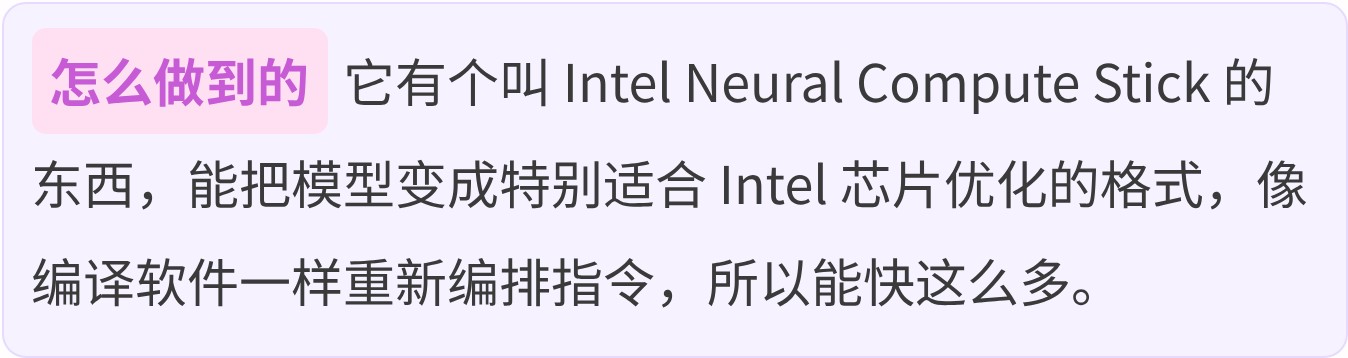 怎么做到的 它有个叫 Intel Neural Compute Stick 的
东西，能把模型变成特别适合 Intel 芯片优化的格式，像
编译软件一样重新编排指令，所以能快这么多。